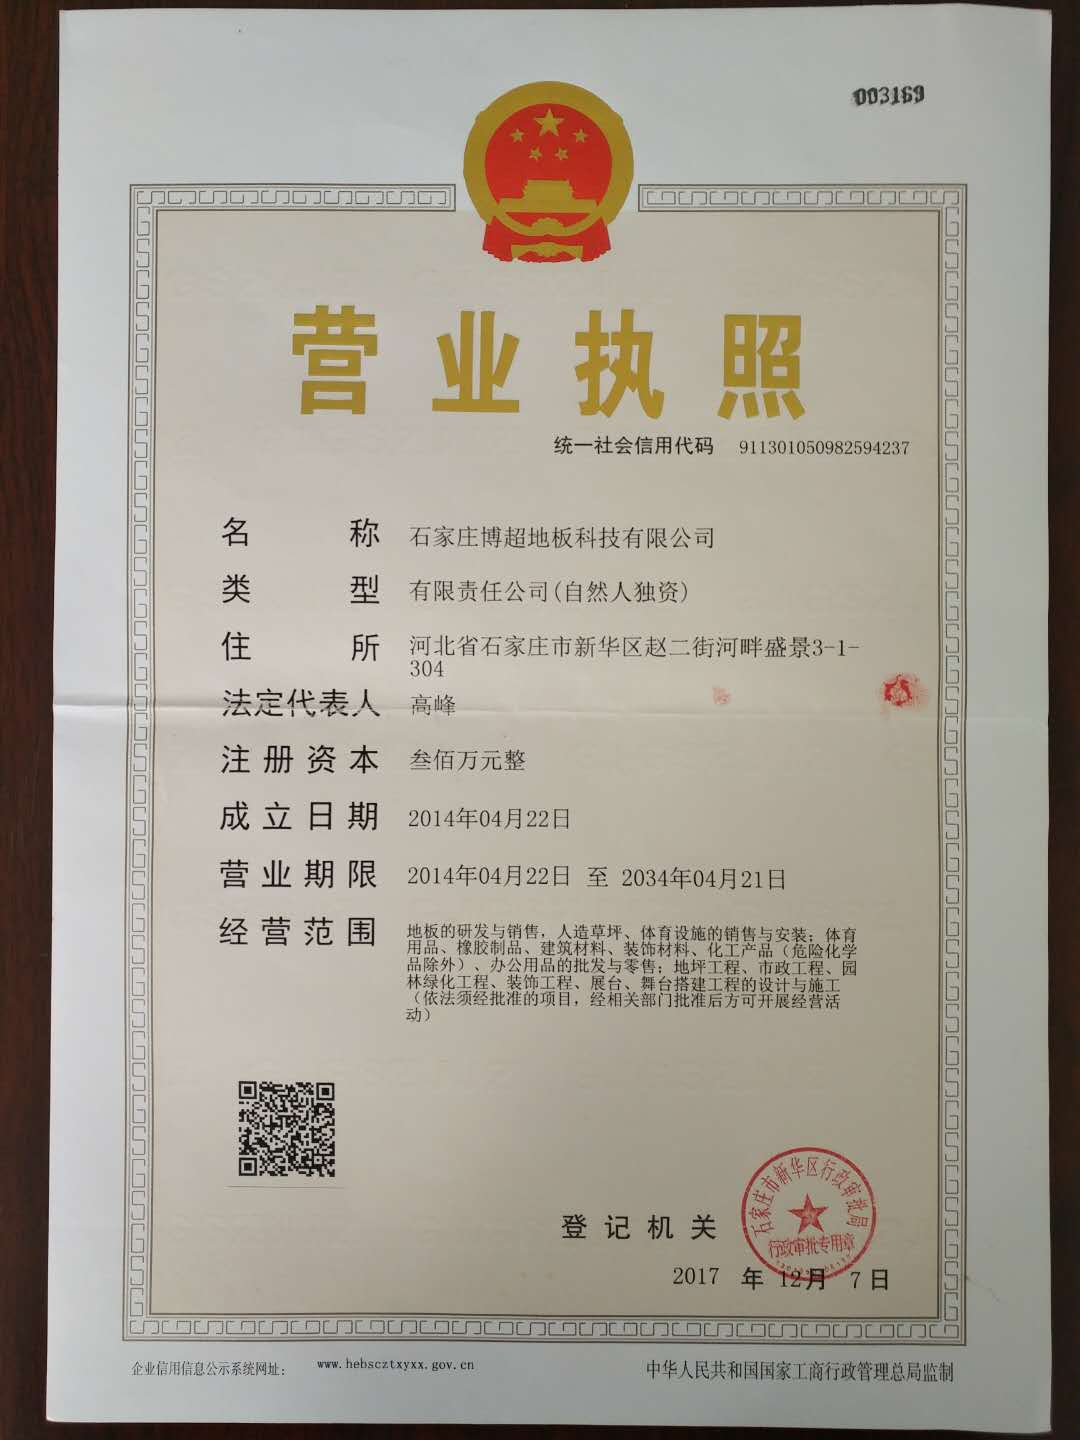 003169
营业执照
统一社会信用代码 911301050982594237
名称 石家庄博超地板科技有限公司
类型 有限责任公司(自然人独资)
住所 河北省石家庄市新华区赵二街河畔盛景3-1-
304
法定代表人 高峰
注册资本 叁佰万元整
成立日期 2014年04月22日
营业期限 2014年04月22日 至 2034年04月21日
经营范围 地板的研发与销售，人造草坪、体育设施的销售与安装；体育
用品、橡胶制品、建筑材料、装饰材料、化工产品（危险化学
品除外）、办公用品的批发与零售；地坪工程、市政工程、园
林绿化工程、装饰工程、展台、舞台搭建工程的设计与施工
（依法须经批准的项目，经相关部门批准后方可开展经营活
动）
石家庄市新华区行政审批局
行政审批专用章
登记机关
2017 年 12月 7日
企业信用信息公示系统网址： www.hebscztxyxx.gov.cn
中华人民共和国国家工商行政管理总局监制